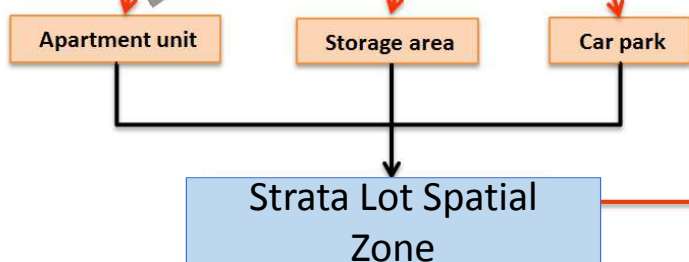 Apartment unit
Storage area
Car park
Strata Lot Spatial
Zone